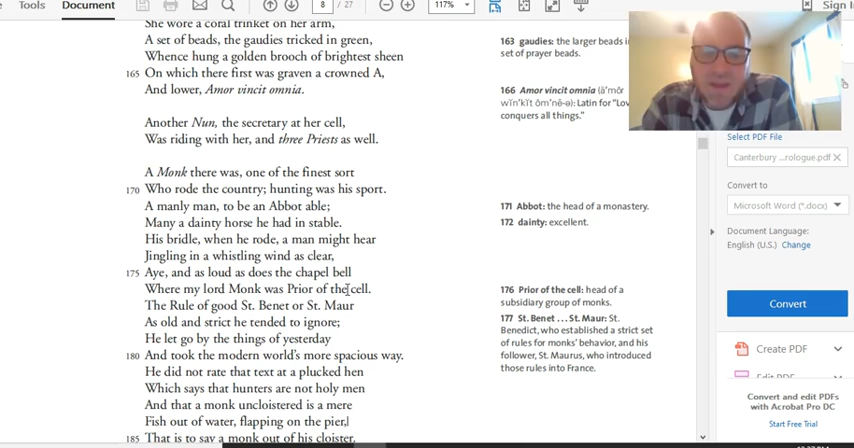 Tools
Document
8 / 27
117%
Sign
She wore a coral trinket on her arm,
A set of beads, the gaudies tricked in green,
Whence hung a golden brooch of brightest sheen
165 On which there first was graven a crowned A,
And lower, Amor vincit omnia.
Another Nun, the secretary at her cell,
Was riding with her, and three Priests as well.
A Monk there was, one of the finest sort
170 Who rode the country; hunting was his sport.
A manly man, to be an Abbot able;
Many a dainty horse he had in stable.
His bridle, when he rode, a man might hear
Jingling in a whistling wind as clear,
175 Aye, and as loud as does the chapel bell
Where my lord Monk was Prior of the cell.
The Rule of good St. Benet or St. Maur
As old and strict he tended to ignore;
He let go by the things of yesterday
180 And took the modern world's more spacious way.
He did not rate that text at a plucked hen
Which says that hunters are not holy men
And that a monk uncloistered is a mere
Fish out of water, flapping on the pier,
185 That is to say a monk out of his cloister.
163 gaudies: the larger beads
set of prayer beads.
166 Amor vincit omnia (ä′môr
wĭn′kĭt ôm′nē-ə): Latin for
conquers all things."
171 Abbot: the head of a monastery.
172 dainty: excellent.
176 Prior of the cell: head of a
subsidiary group of monks.
177 St. Benet . . . St. Maur: St.
Benedict, who established a strict set
of rules for monks' behavior, and his
follower, St. Maurus, who introduced
those rules into France.
Select PDF File
Canterbury ...rologue.pdf
Convert to
Microsoft Word (*.docx)
Document Language:
English (U.S.) Change
Convert
Create PDF
Edit PDF
Convert and edit PDFs
with Acrobat Pro DC
Start Free Trial